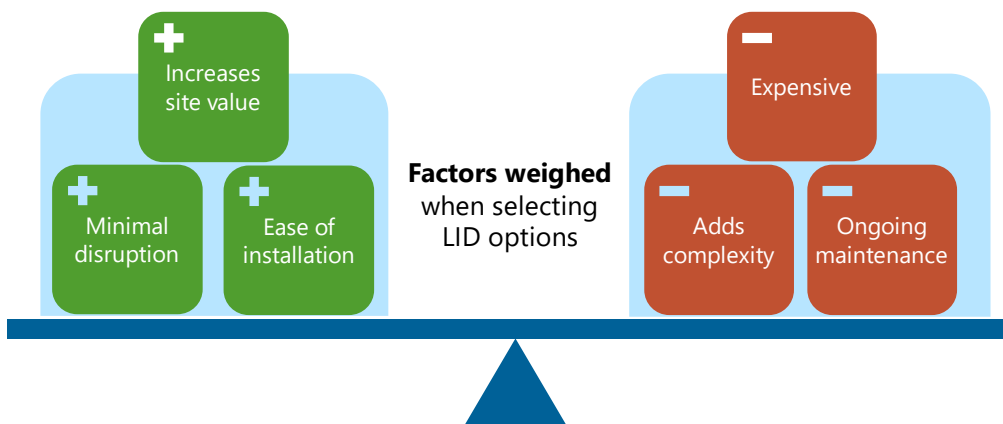 Increases
site value
Minimal
disruption
Ease of
installation
Factors weighed
when selecting
LID options
Expensive
Adds
complexity
Ongoing
maintenance